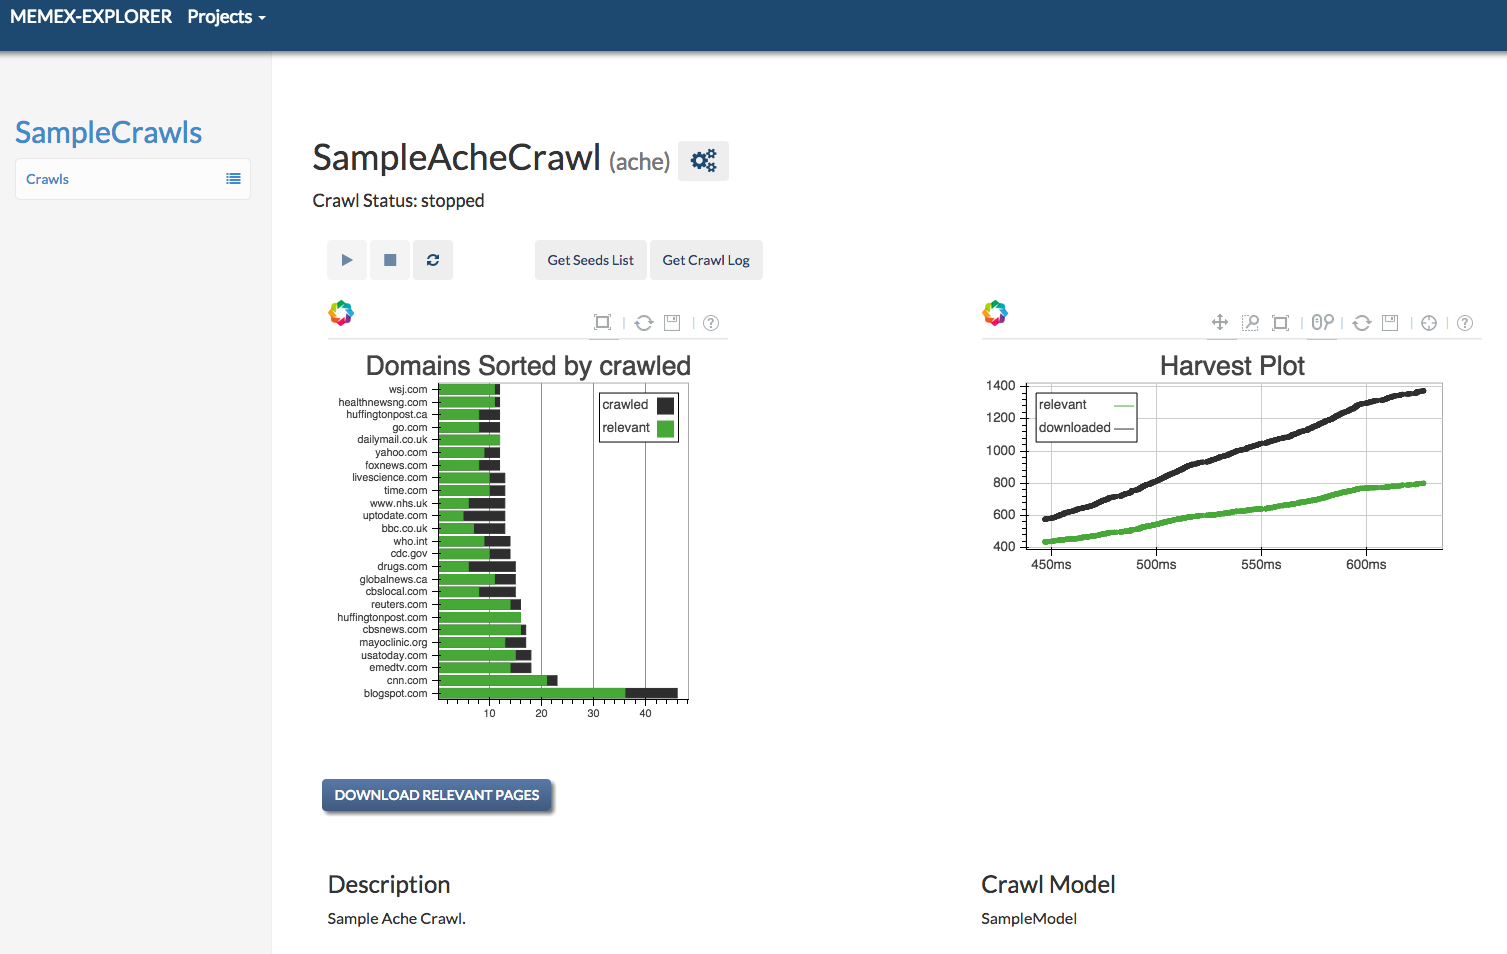 MEMEX-EXPLORER Projects
SampleCrawls
Crawls
SampleAcheCrawl (ache)
Crawl Status: stopped
Get Seeds List Get Crawl Log
Domains Sorted by crawled
wsj.com
healthnewsng.com
huffingtonpost.ca
go.com
dailymail.co.uk
yahoo.com
foxnews.com
livescience.com
time.com
www.nhs.uk
uptodate.com
bbc.co.uk
who.int
cdc.gov
drugs.com
globalnews.ca
cbslocal.com
reuters.com
huffingtonpost.com
cbsnews.com
mayoclinic.org
usatoday.com
emedtv.com
cnn.com
blogspot.com
10 20 30 40
crawled
relevant
Harvest Plot
1400
1200
1000
800
600
400
450ms 500ms 550ms 600ms
relevant
downloaded
DOWNLOAD RELEVANT PAGES
Description
Sample Ache Crawl.
Crawl Model
SampleModel